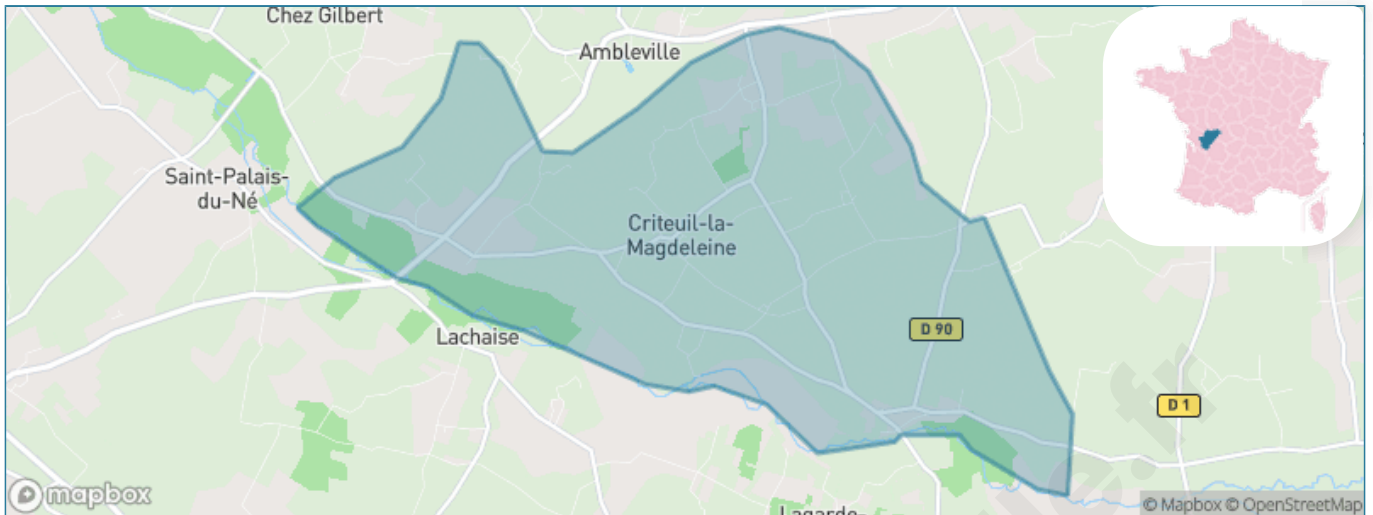 Chez Gilbert
Ambleville
Saint-Palais-
du-Né
Criteuil-la-
Magdeleine
D 90
Lachaise
D 1
mapbox
© Mapbox © OpenStreetMap